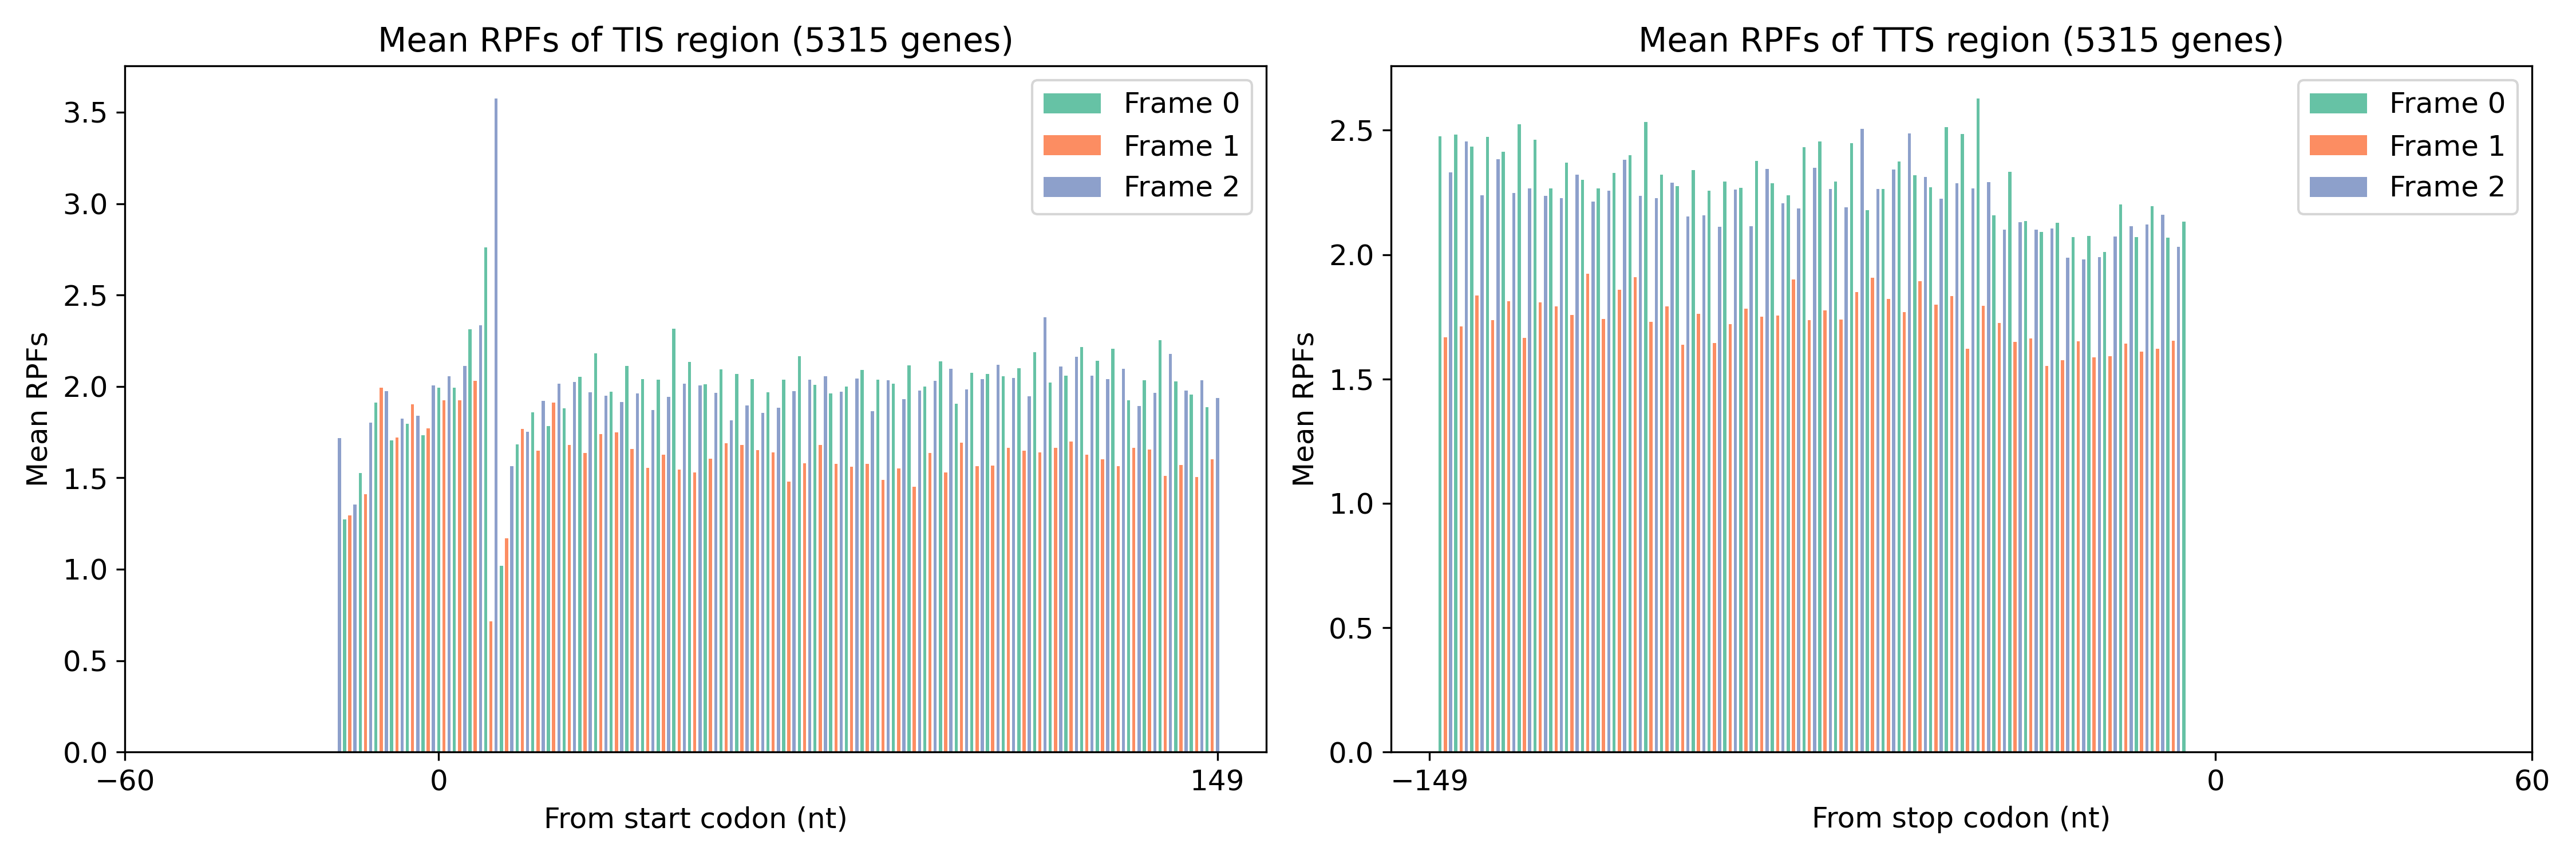 Mean RPFs of TIS region (5315 genes)
Mean RPFs
3.5
3.0
2.5
2.0
1.5
1.0
0.5
0.0
−60
0
149
From start codon (nt)
Frame 0
Frame 1
Frame 2
Mean RPFs of TTS region (5315 genes)
Mean RPFs
2.5
2.0
1.5
1.0
0.5
0.0
−149
0
60
From stop codon (nt)
Frame 0
Frame 1
Frame 2